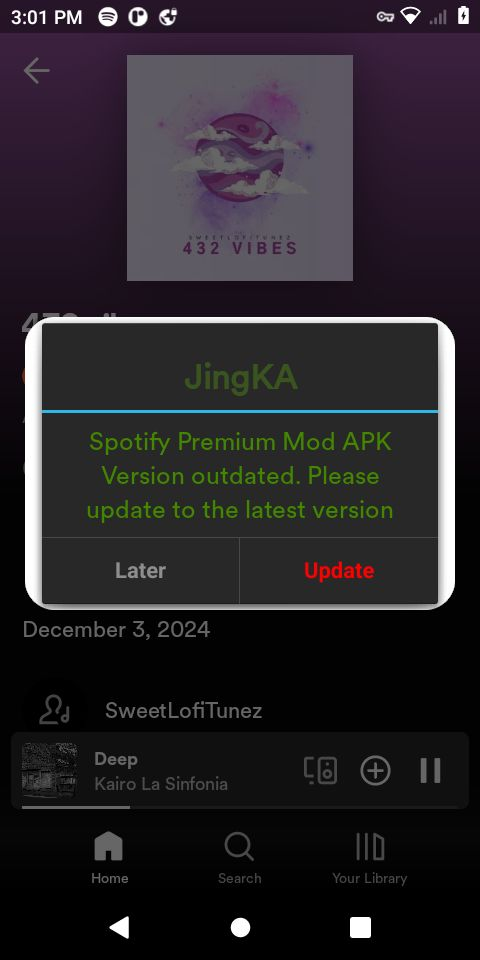 3:01 PM
SWEETLOFITUNEZ
432 VIBES
JingKA
Spotify Premium Mod APK
Version outdated. Please
update to the latest version
Later
Update
December 3, 2024
SweetLofiTunez
Deep
Kairo La Sinfonia
Home
Search
Your Library